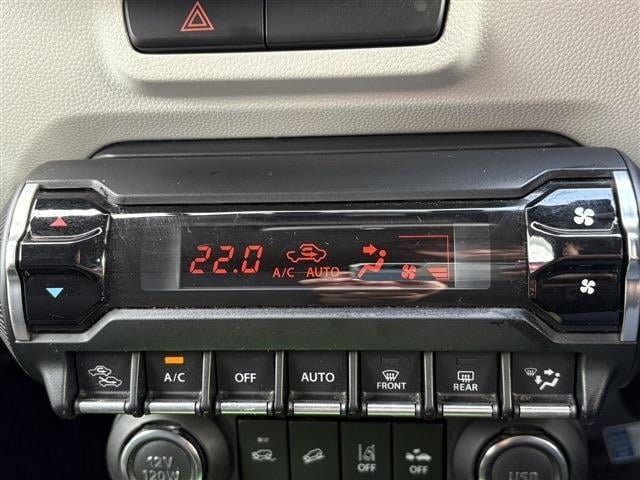 22.0
A/C AUTO
A/C OFF AUTO FRONT REAR
12V
120W
OFF OFF
USB